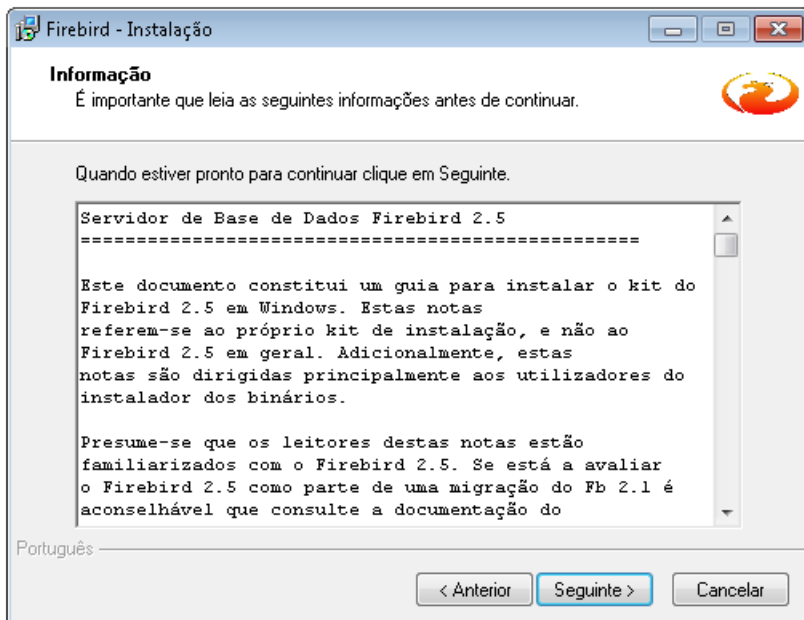 Firebird - Instalação
Informação
É importante que leia as seguintes informações antes de continuar.
Quando estiver pronto para continuar clique em Seguinte.
Servidor de Base de Dados Firebird 2.5
==================================================
Este documento constitui um guia para instalar o kit do
Firebird 2.5 em Windows. Estas notas
referem-se ao próprio kit de instalação, e não ao
Firebird 2.5 em geral. Adicionalmente, estas
notas são dirigidas principalmente aos utilizadores do
instalador dos binários.
Presume-se que os leitores destas notas estão
familiarizados com o Firebird 2.5. Se está a avaliar
o Firebird 2.5 como parte de uma migração do Fb 2.1 é
aconselhável que consulte a documentação do
Português
< Anterior
Seguinte >
Cancelar